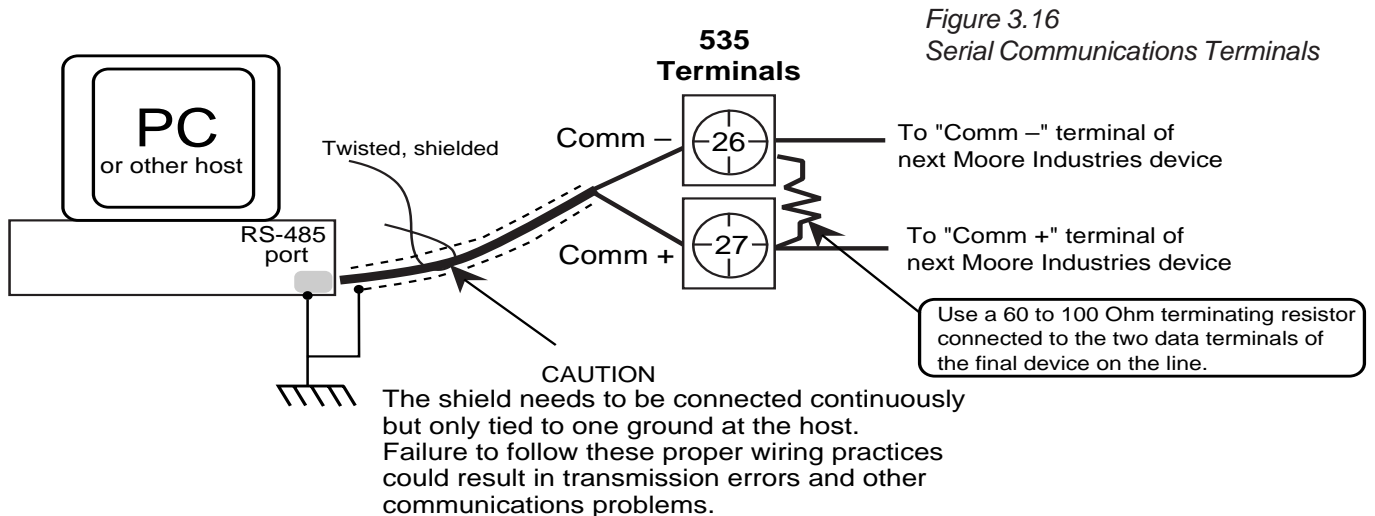 Figure 3.16
Serial Communications Terminals
535
Terminals
PC
or other host
Twisted, shielded
Comm –
26
To "Comm –" terminal of
next Moore Industries device
RS-485
port
Comm +
27
To "Comm +" terminal of
next Moore Industries device
Use a 60 to 100 Ohm terminating resistor
connected to the two data terminals of
the final device on the line.
CAUTION
The shield needs to be connected continuously
but only tied to one ground at the host.
Failure to follow these proper wiring practices
could result in transmission errors and other
communications problems.